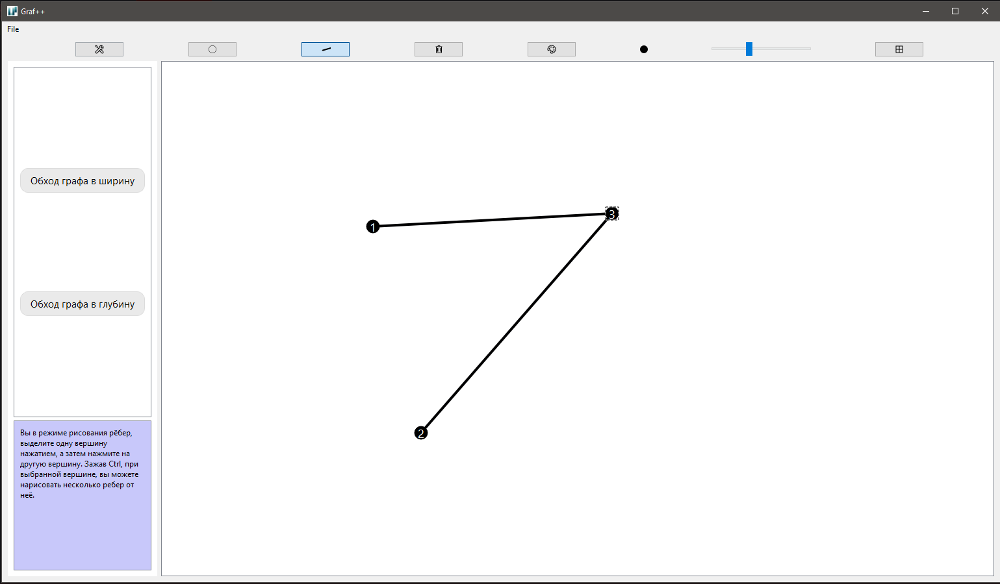 Graf++
File
Обход графа в ширину
Обход графа в глубину
Вы в режиме рисования рёбер,
выделите одну вершину
нажатием, а затем нажмите на
другую вершину. Зажав Ctrl, при
выбранной вершине, вы можете
нарисовать несколько ребер от
неё.
3
1
2